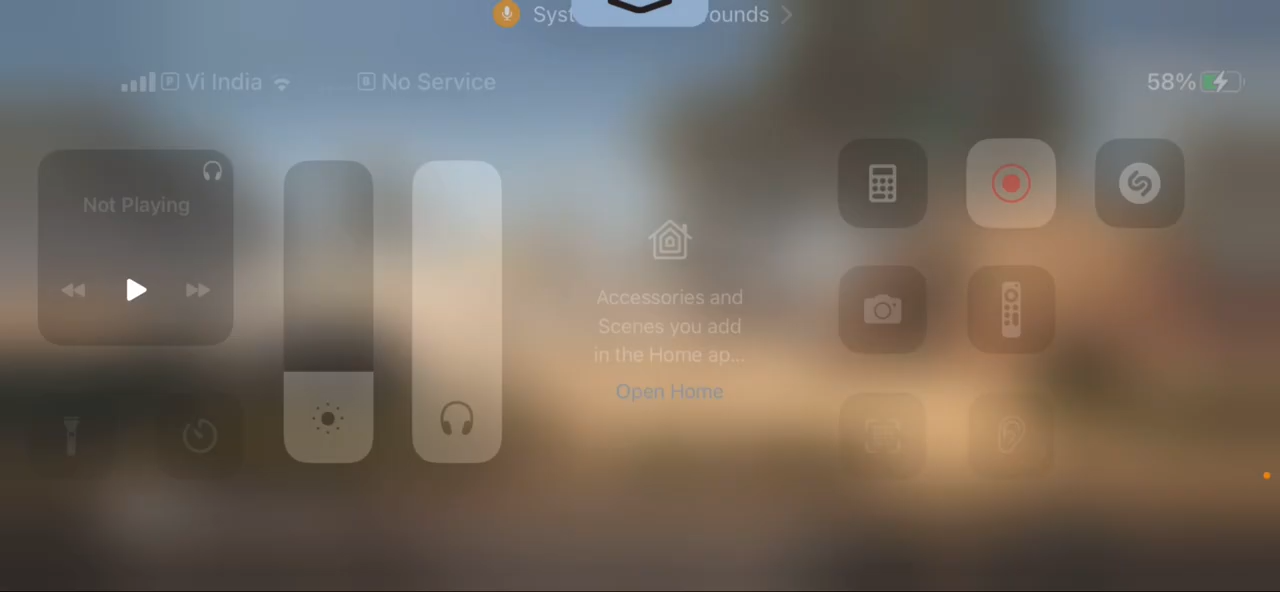 Syst ounds
P Vi India
B No Service
58%
Not Playing
Accessories and
Scenes you add
in the Home ap...
Open Home